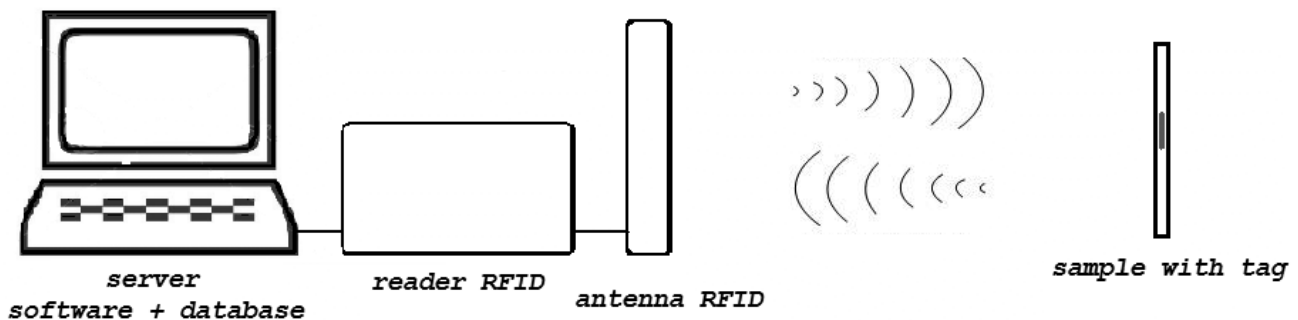 server
software + database
reader RFID
antenna RFID
sample with tag